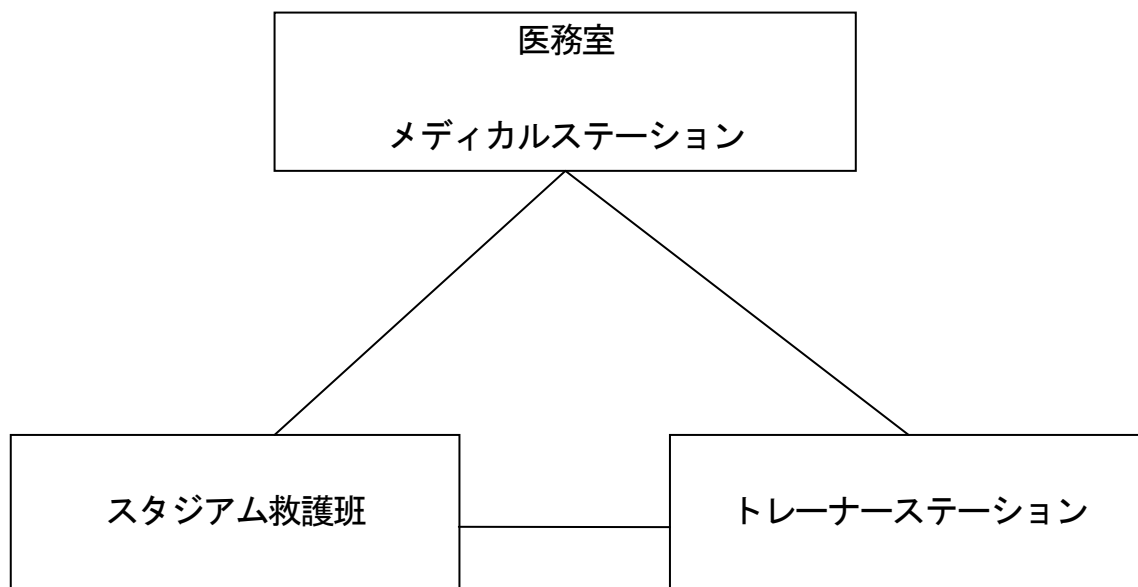 医務室
メディカルステーション
スタジアム救護班
トレーナーステーション